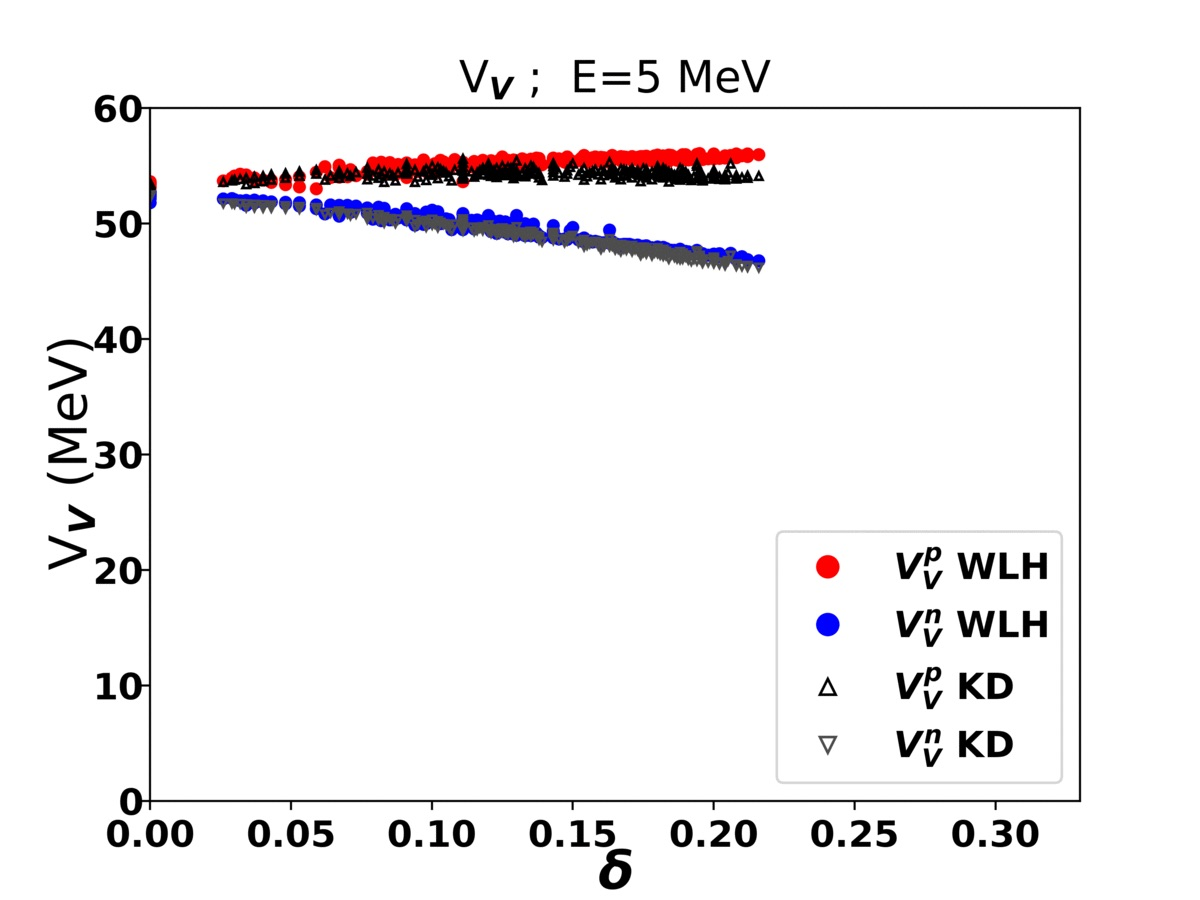 V_V ; E=5 MeV
V_V (MeV)
60
50
40
30
20
10
0
0.00 0.05 0.10 0.15 0.20 0.25 0.30
δ
V_V^p WLH
V_V^n WLH
V_V^p KD
V_V^n KD